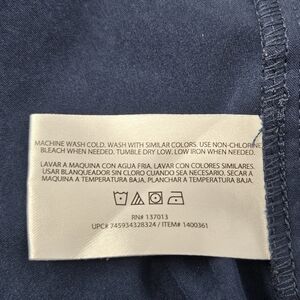 MACHINE WASH COLD. WASH WITH SIMILAR COLORS. USE NON-CHLORINE
BLEACH WHEN NEEDED. TUMBLE DRY LOW. LOW IRON WHEN NEEDED.
LAVAR A MAQUINA CON AGUA FRIA. LAVAR CON COLORES SIMILARES.
USAR BLANQUEADOR SIN CLORO CUANDO SEA NECESARIO. SECAR A
MAQUINA A TEMPERATURA BAJA. PLANCHAR A TEMPERATURA BAJA.
RN# 137013
UPC# 745934328324 / ITEM# 1400361